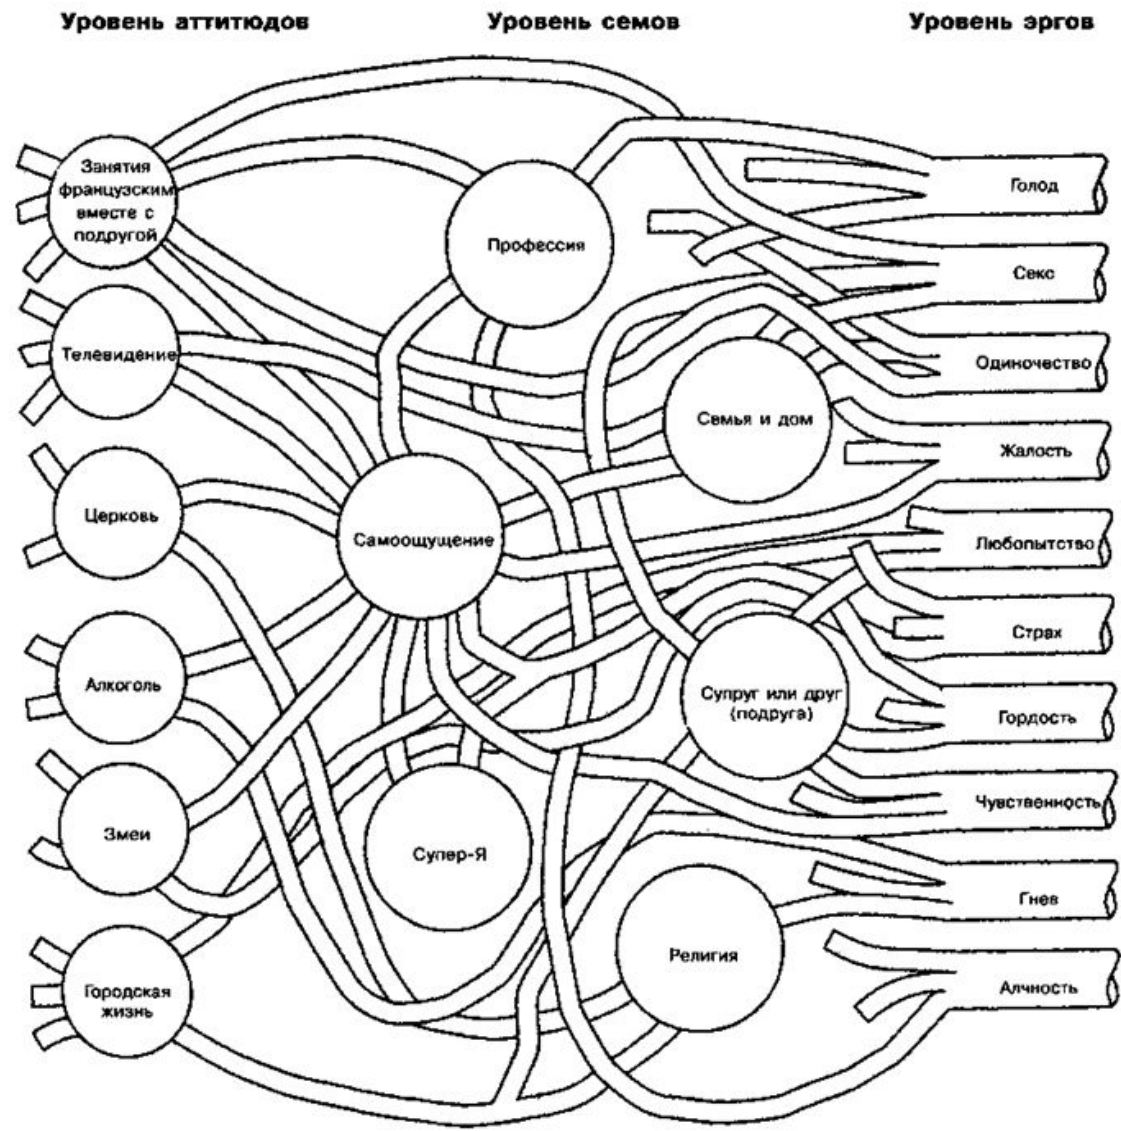 Уровень аттитюдов
Уровень семов
Уровень эргов
Занятия
французским
вместе с
подругой
Телевидение
Церковь
Алкоголь
Змеи
Городская
жизнь
Профессия
Семья и дом
Самоощущение
Супруг или друг
(подруга)
Супер-Я
Религия
Голод
Секс
Одиночество
Жалость
Любопытство
Страх
Гордость
Чувственность
Гнев
Алчность